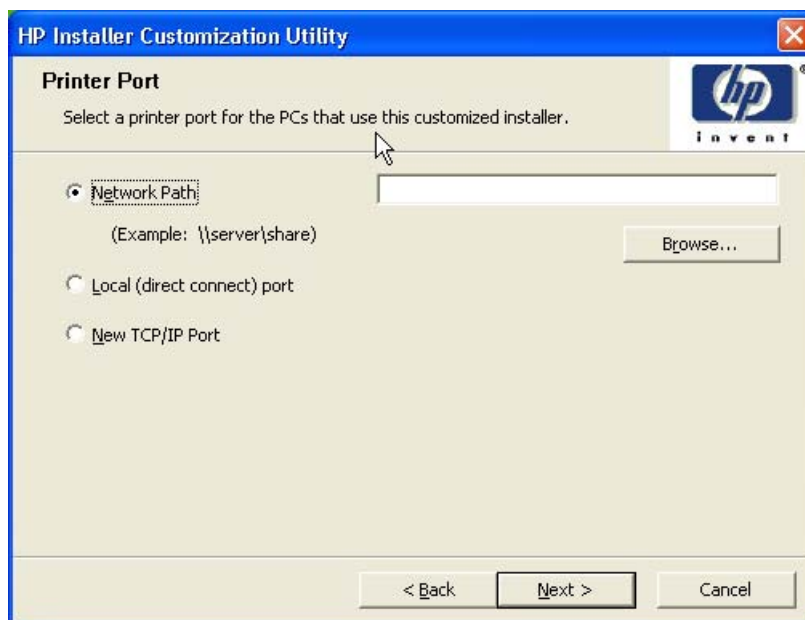 HP Installer Customization Utility
Printer Port
Select a printer port for the PCs that use this customized installer.
hp
invent
Network Path
(Example: \\server\share)
Browse...
Local (direct connect) port
New TCP/IP Port
< Back
Next >
Cancel